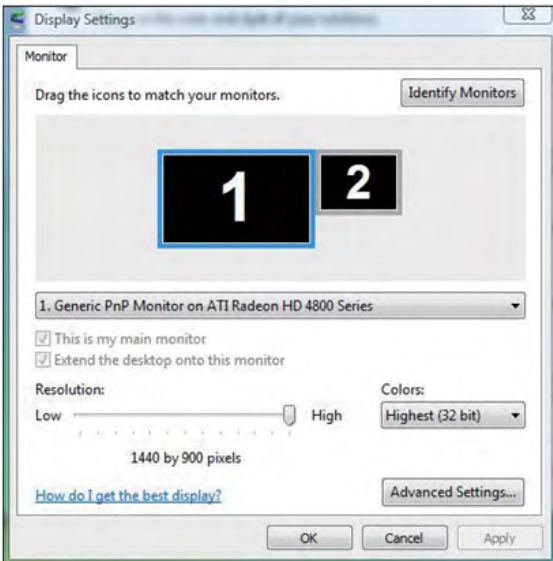 Display Settings
Monitor
Drag the icons to match your monitors.
Identify Monitors
1
2
1. Generic PnP Monitor on ATI Radeon HD 4800 Series
This is my main monitor
Extend the desktop onto this monitor
Resolution:
Colors:
Low
High
Highest (32 bit)
1440 by 900 pixels
How do I get the best display?
Advanced Settings...
OK
Cancel
Apply